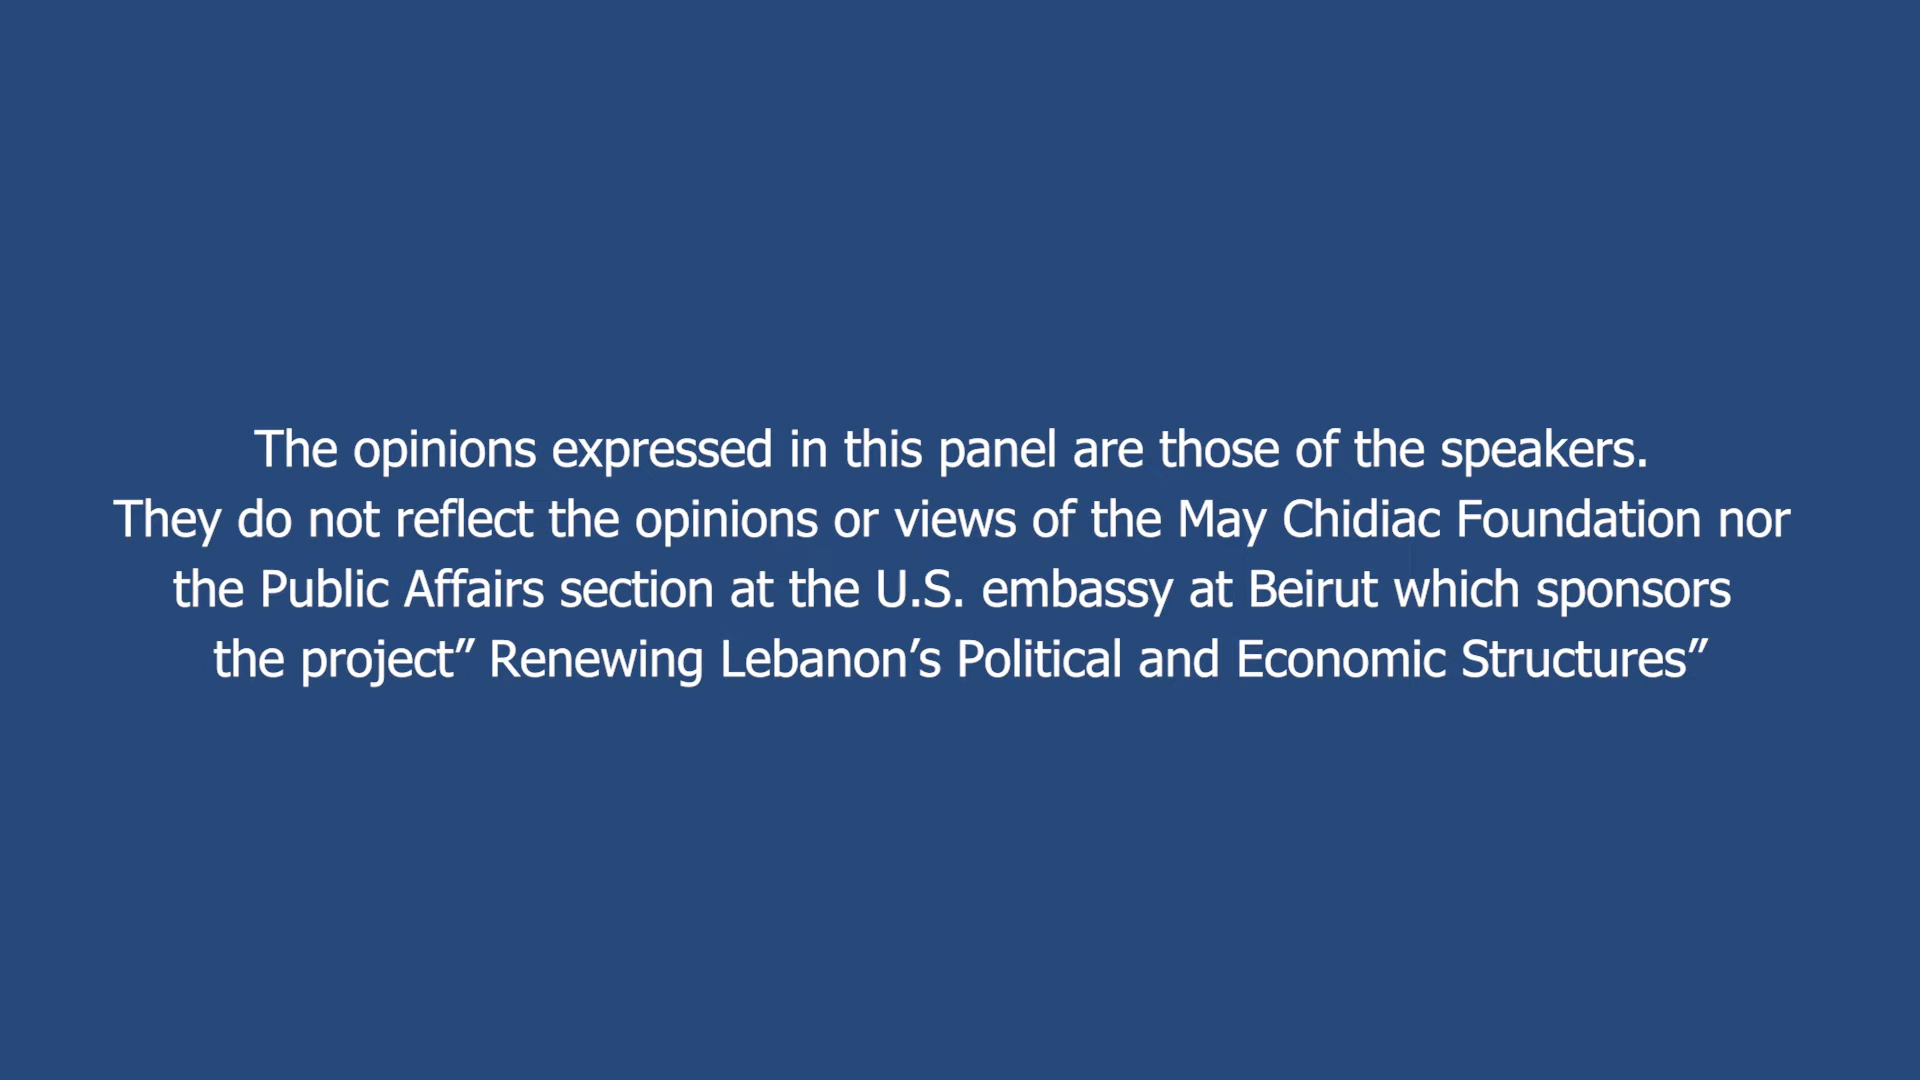 The opinions expressed in this panel are those of the speakers.
They do not reflect the opinions or views of the May Chidiac Foundation nor
the Public Affairs section at the U.S. embassy at Beirut which sponsors
the project” Renewing Lebanon’s Political and Economic Structures”